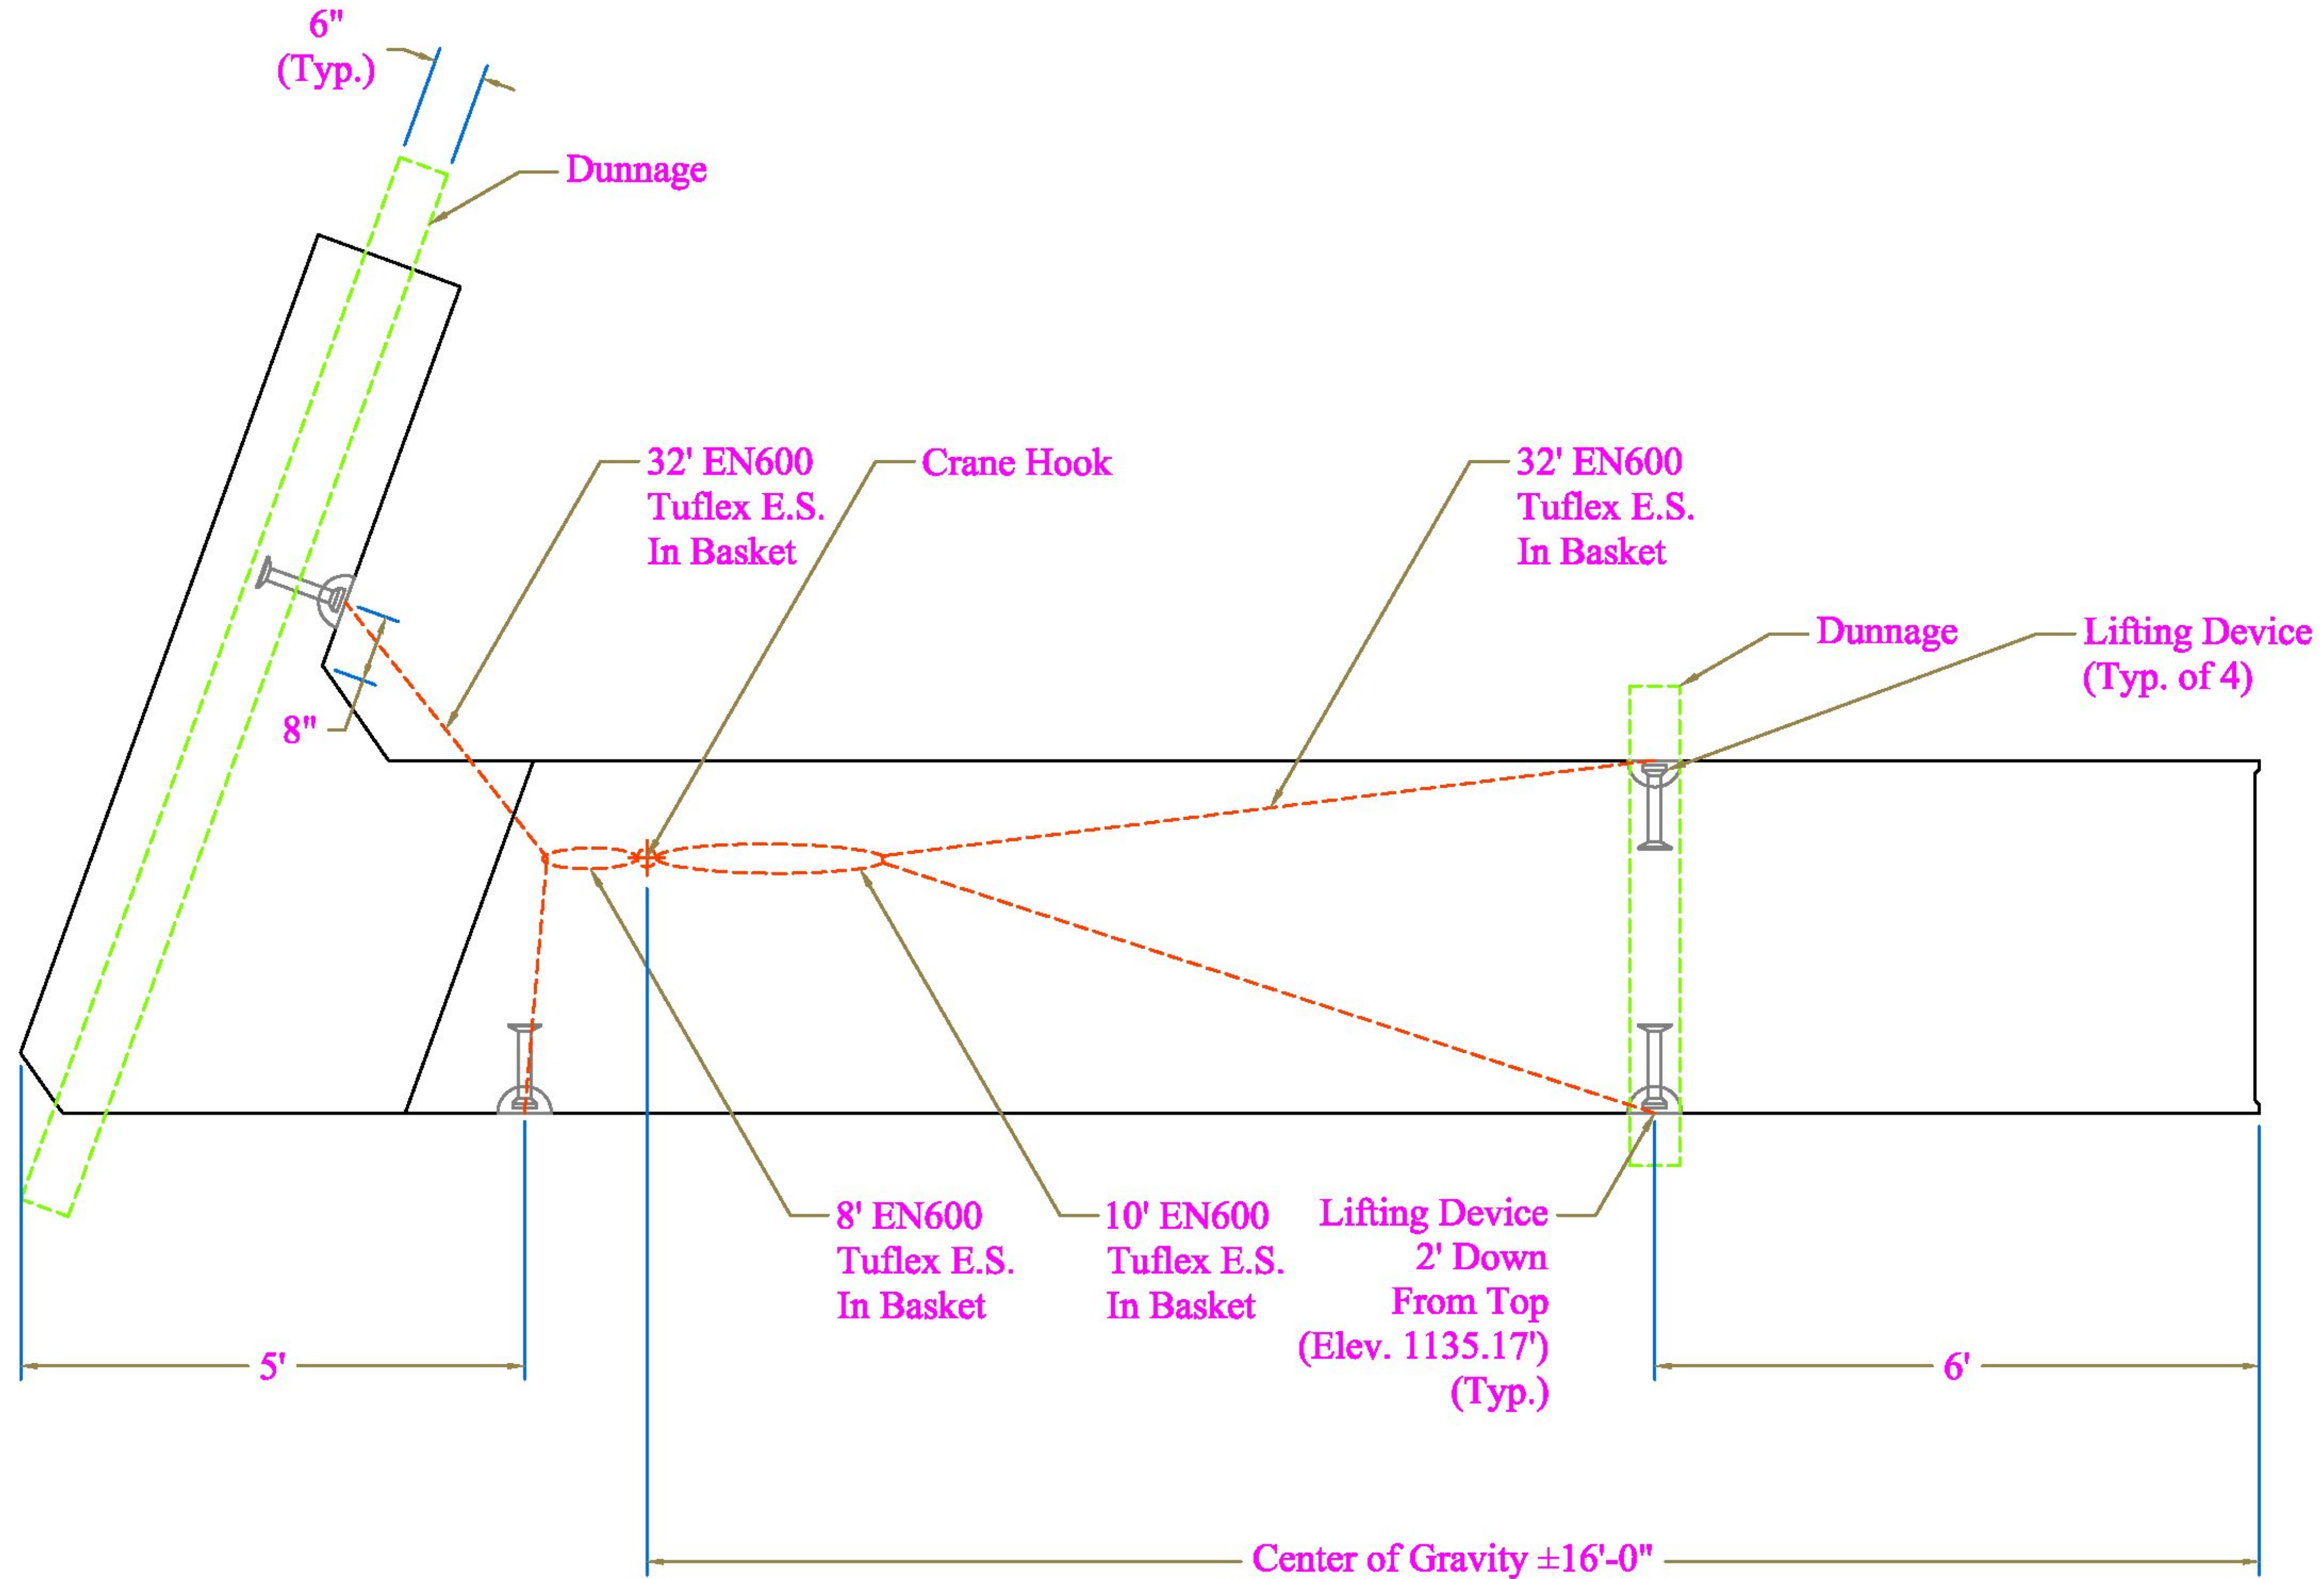 6"
(Typ.)
Dunnage
32' EN600
Tuflex E.S.
In Basket
Crane Hook
32' EN600
Tuflex E.S.
In Basket
Dunnage
Lifting Device
(Typ. of 4)
8"
8' EN600
Tuflex E.S.
In Basket
10' EN600
Tuflex E.S.
In Basket
Lifting Device
2' Down
From Top
(Elev. 1135.17')
(Typ.)
5'
6'
Center of Gravity ±16'-0"